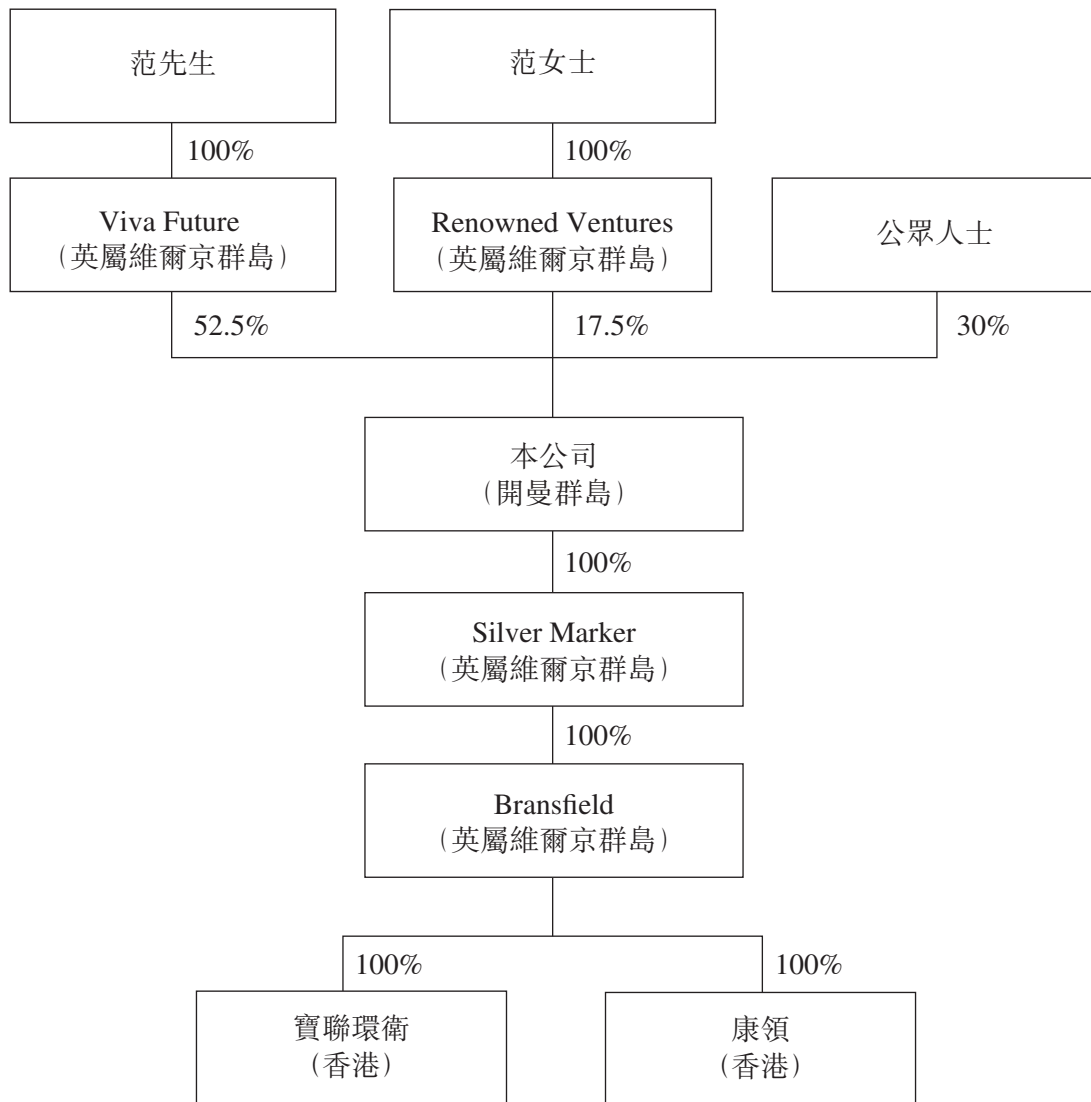 范先生
范女士
100%
100%
Viva Future
（英屬維爾京群島）
Renowned Ventures
（英屬維爾京群島）
公眾人士
52.5%
17.5%
30%
本公司
（開曼群島）
100%
Silver Marker
（英屬維爾京群島）
100%
Bransfield
（英屬維爾京群島）
100%
100%
寶聯環衛
（香港）
康領
（香港）